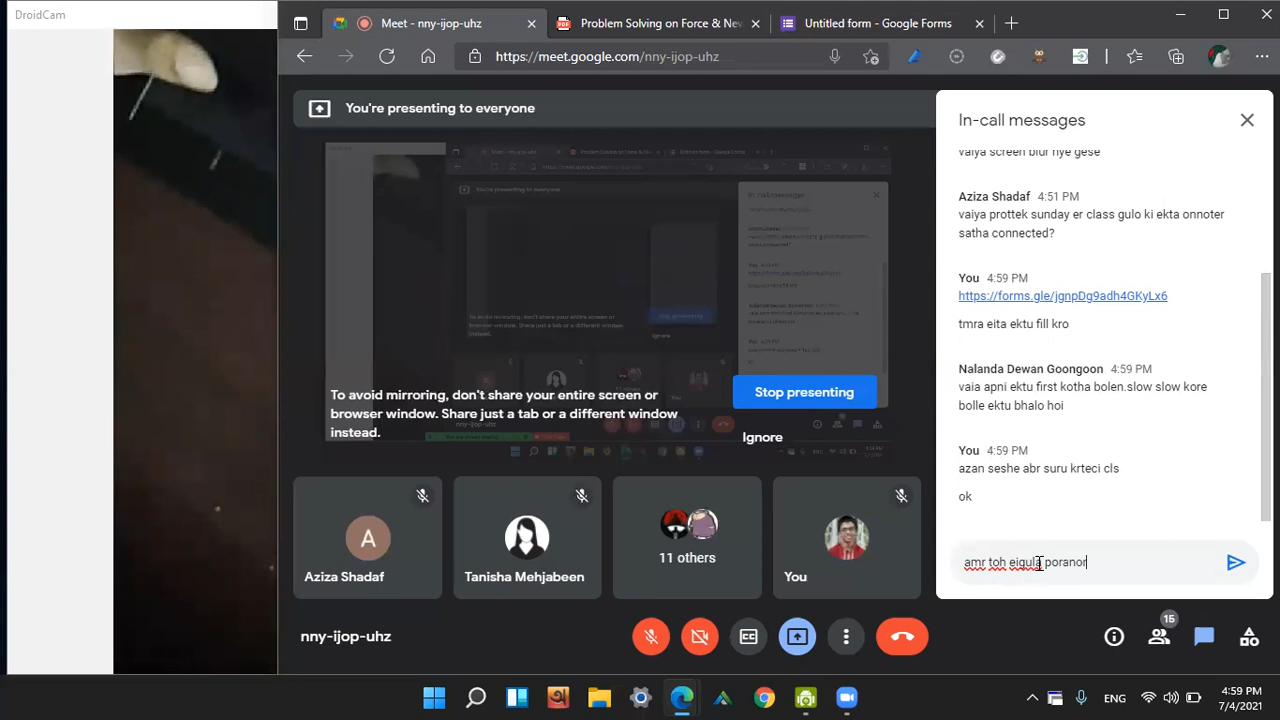 DroidCam
Meet - nny-ijop-uhz
Problem Solving on Force & Nev
Untitled form - Google Forms
https://meet.google.com/nny-ijop-uhz
You're presenting to everyone
To avoid mirroring, don't share your entire screen or
browser window. Share just a tab or a different window
instead.
Stop presenting
Ignore
Aziza Shadaf
Tanisha Mehjabeen
11 others
You
In-call messages
vaiya screen blur hye gese
Aziza Shadaf 4:51 PM
vaiya prottek sunday er class gulo ki ekta onnoter
satha connected?
You 4:59 PM
https://forms.gle/jgnpDg9adh4GKyLx6
tmra eita ektu fill kro
Nalanda Dewan Goongoon 4:59 PM
vaia apni ektu first kotha bolen.slow slow kore
bolle ektu bhalo hoi
You 4:59 PM
azan seshe abr suru krteci cls
ok
amr toh eigula poranor
nny-ijop-uhz
15
ENG
4:59 PM
7/4/2021